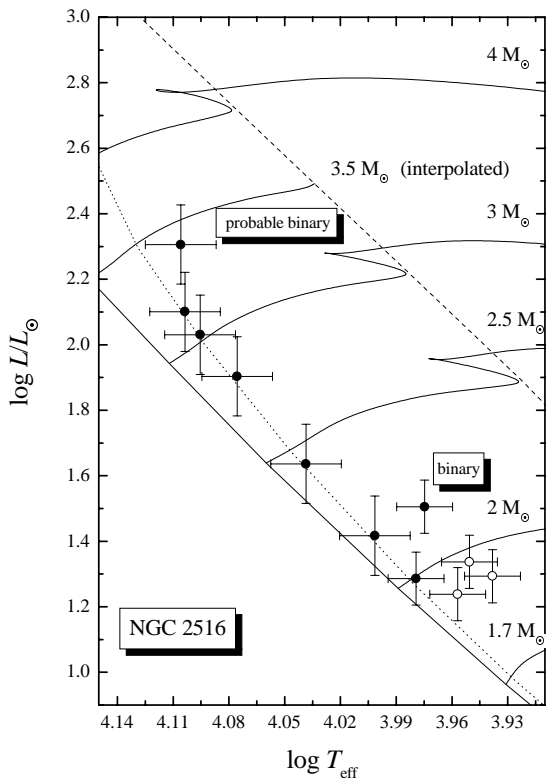 3.0
2.8
2.6
2.4
2.2
2.0
1.8
1.6
1.4
1.2
1.0
log L/L☉
4 M☉
3.5 M☉ (interpolated)
probable binary
3 M☉
2.5 M☉
binary
2 M☉
1.7 M☉
NGC 2516
4.14 4.11 4.08 4.05 4.02 3.99 3.96 3.93
log Teff